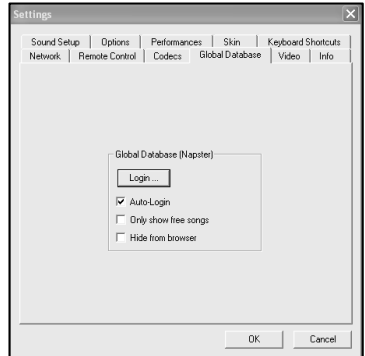 Settings
Sound Setup Options Performances Skin Keyboard Shortcuts
Network Remote Control Codecs Global Database Video Info
Global Database (Napster)
Login ...
Auto-Login
Only show free songs
Hide from browser
OK Cancel